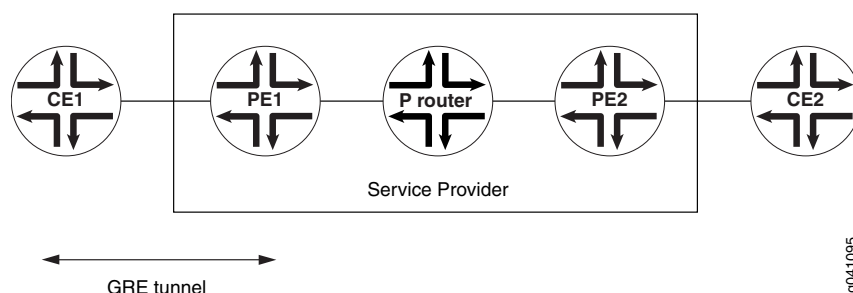 CE1
PE1
P router
PE2
CE2
Service Provider
GRE tunnel
g041095